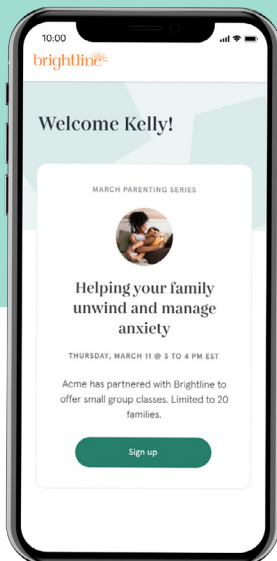 10:00
brightline
Welcome Kelly!
MARCH PARENTING SERIES
Helping your family
unwind and manage
anxiety
THURSDAY, MARCH 11 @ 3 TO 4 PM EST
Acme has partnered with Brightline to
offer small group classes. Limited to 20
families.
Sign up